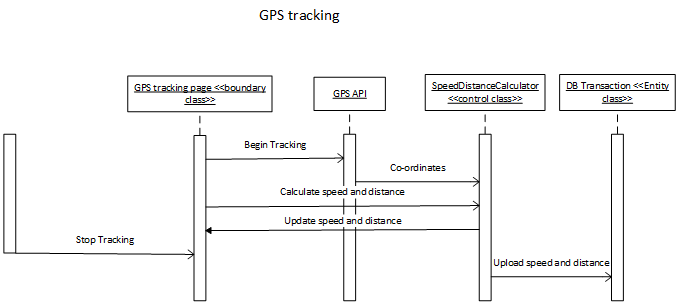 GPS tracking
GPS tracking page <<boundary
class>>
GPS API
SpeedDistanceCalculator
<<control class>>
DB Transaction <<Entity
class>>
Begin Tracking
Co-ordinates
Calculate speed and distance
Update speed and distance
Stop Tracking
Upload speed and distance